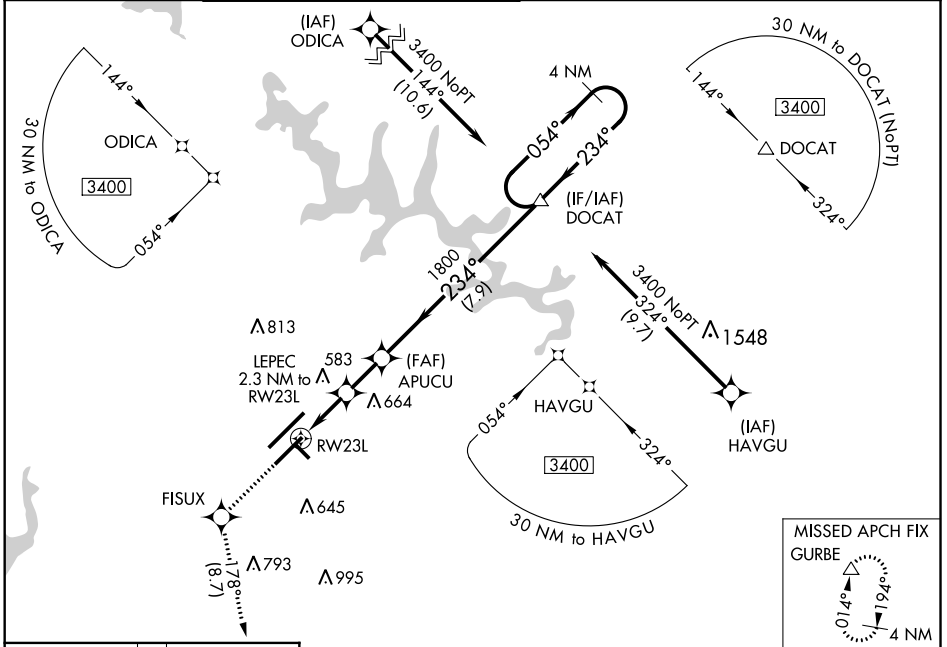 (IAF)
ODICA
3400 NoPT
144°
(10.6)
4 NM
054°
234°
(IF/IAF)
DOCAT
30 NM to DOCAT (NoPT)
144°
3400
DOCAT
324°
144°
ODICA
3400
054°
30 NM to ODICA
1800
234°
(7.9)
3400 NoPT
324°
(9.7)
1548
(IAF)
HAVGU
813
LEPEC
2.3 NM to
RW23L
583
(FAF)
APUCU
664
RW23L
HAVGU
054°
324°
3400
30 NM to HAVGU
FISUX
645
178°
(8.7)
793
995
MISSED APCH FIX
GURBE
014°
194°
4 NM